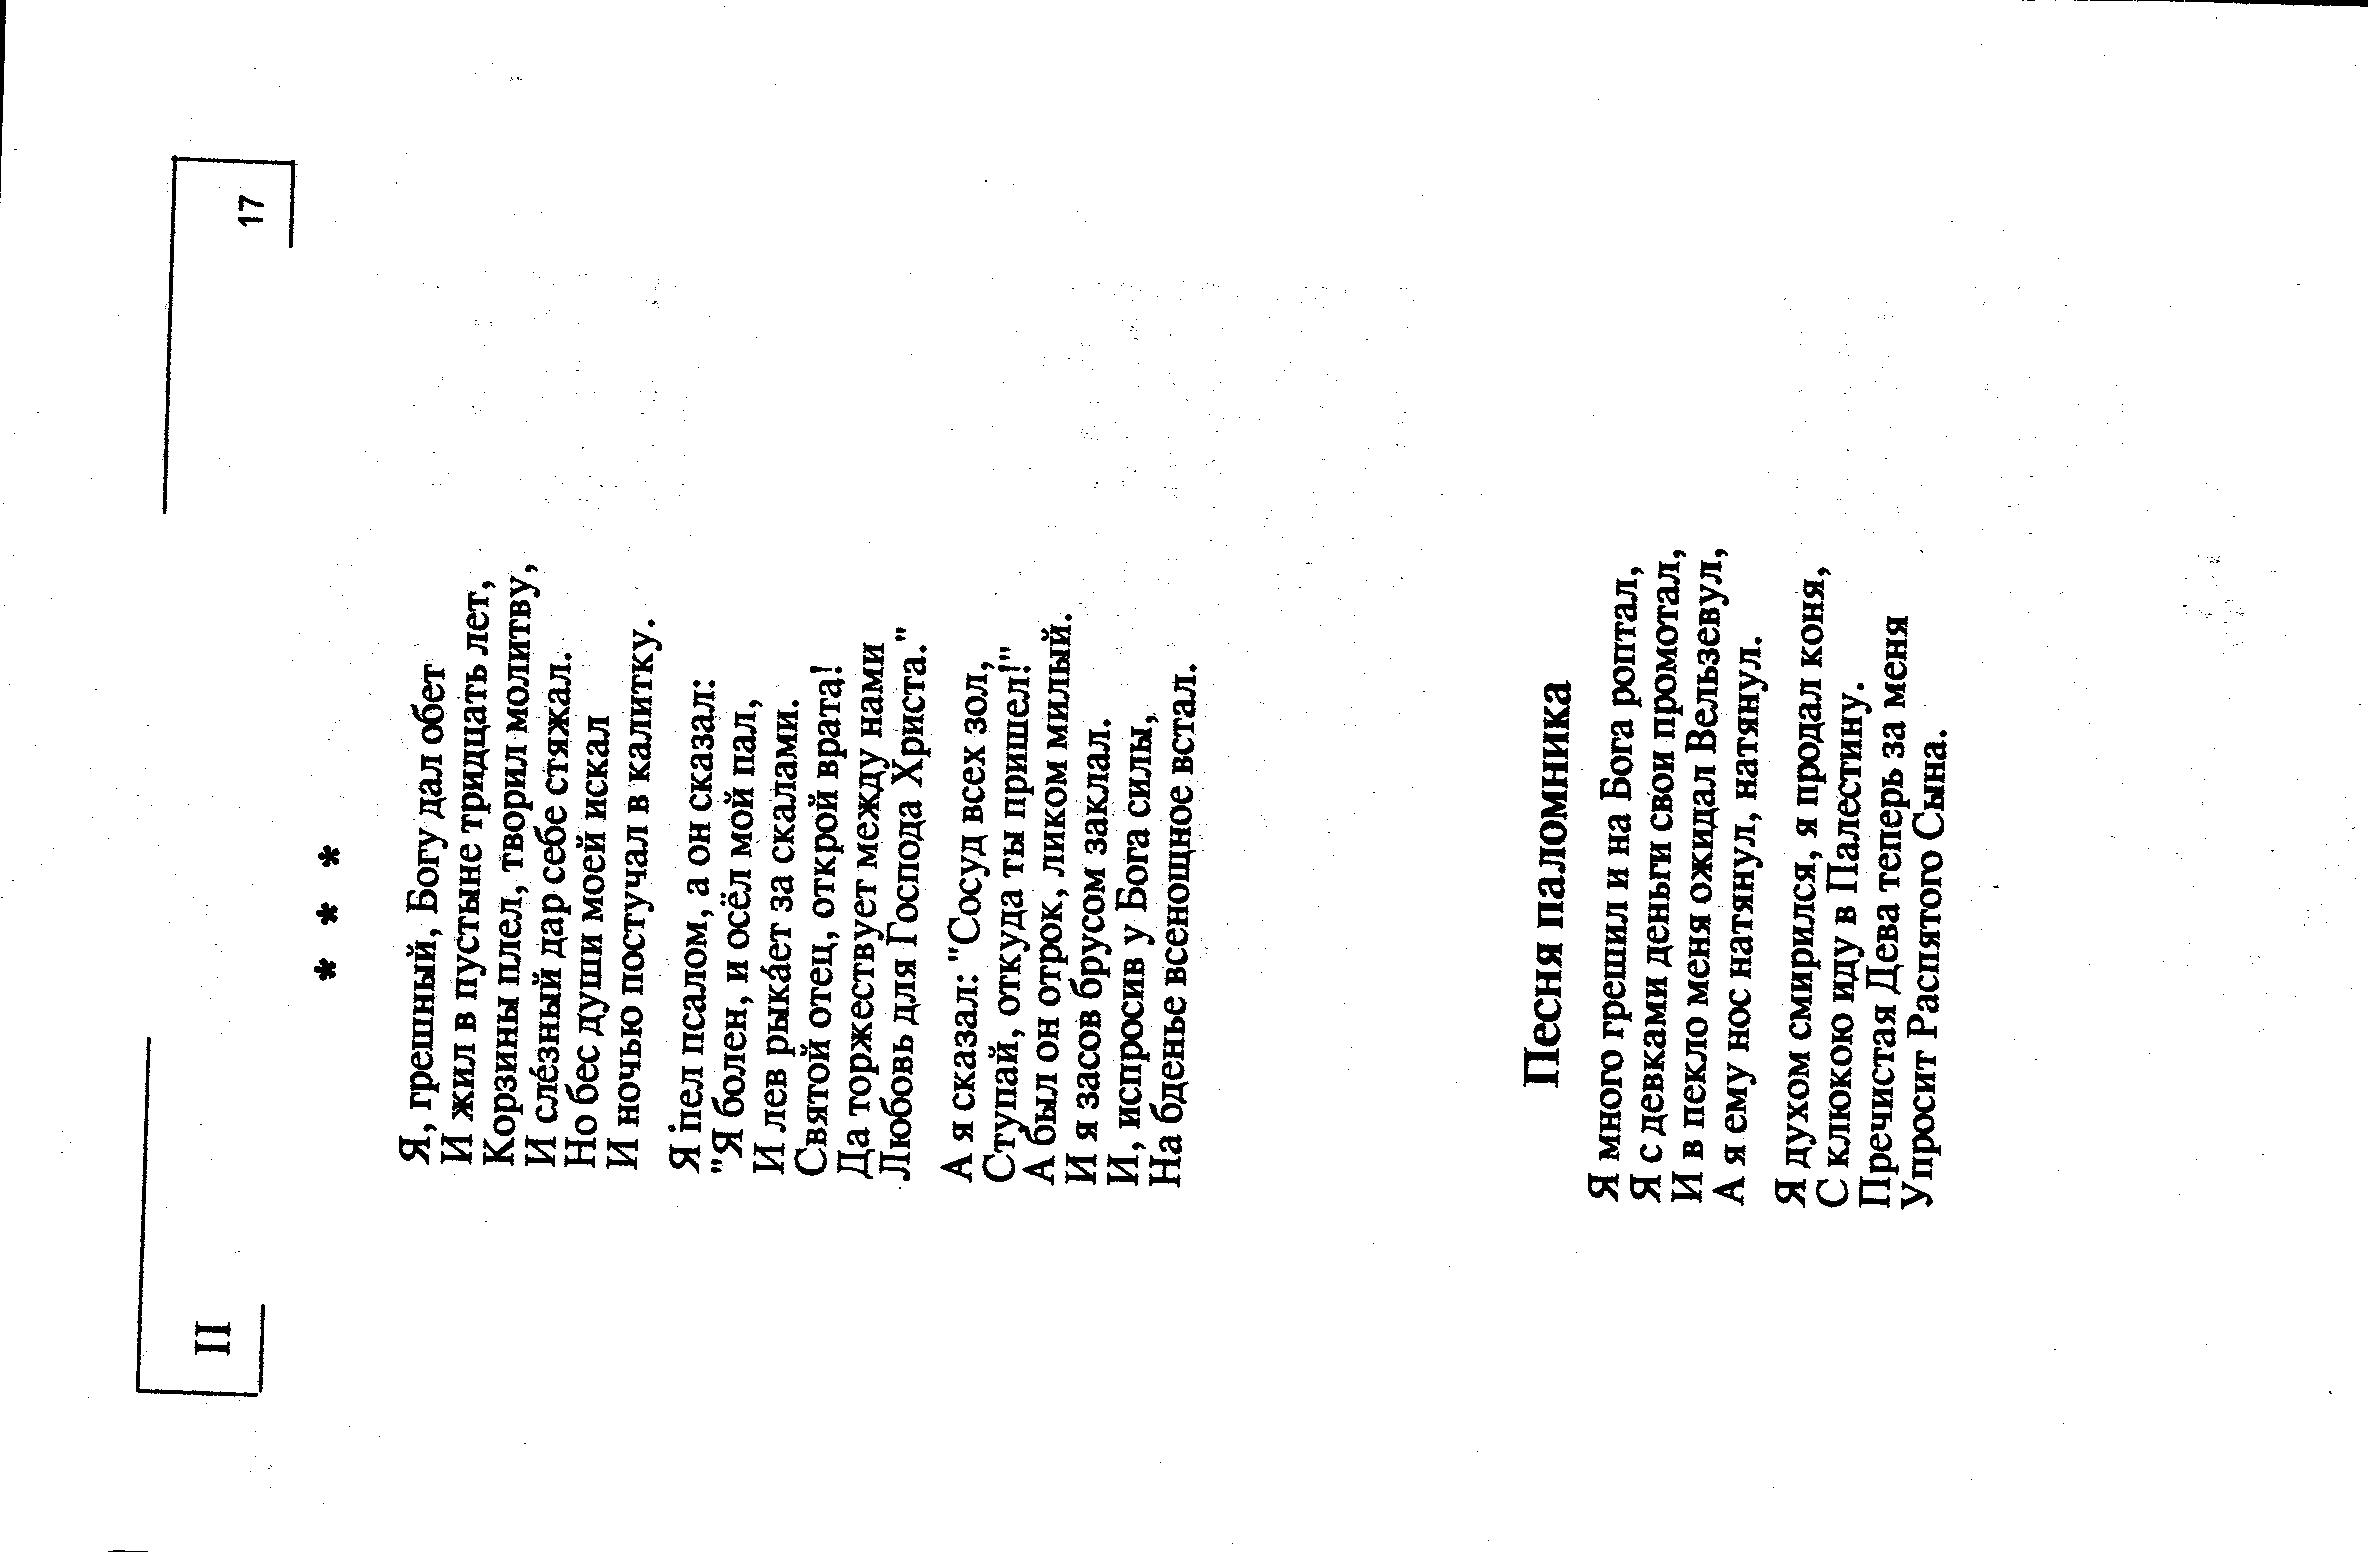 II
17
* * *
Я, грешный, Богу дал обет
И жил в пустыне тридцать лет,
Корзины плел, творил молитву,
И слéзный дар себе стяжал.
Но бес души моей искал
И ночью постучал в калитку.
Я пел псалом, а он сказал:
"Я болен, и осёл мой пал,
И лев рыкáет за скалами.
Святой отец, открой врата!
Да торжествует между нами
Любовь для Господа Христа."
А я сказал: "Сосуд всех зол,
Ступай, откуда ты пришел!"
А был он отрок, ликом милый.
И я засов брусом заклал.
И, испросив у Бога силы,
На бденье всенощное встал.
Песня паломника
Я много грешил и на Бога роптал,
Я с девками деньги свои промотал,
И в пекло меня ожидал Вельзевул,
А я ему нос натянул, натянул.
Я духом смирился, я продал коня,
С клюкою иду в Палестину.
Пречистая Дева теперь за меня
Упросит Распятого Сына.